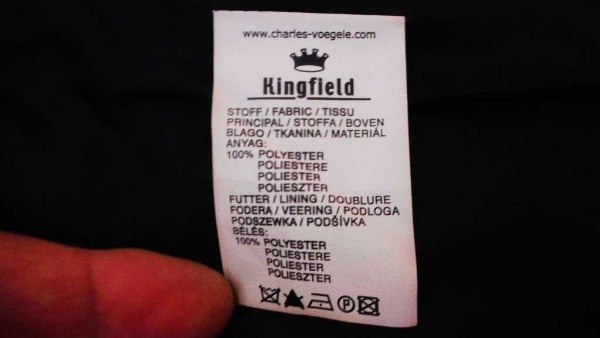 www.charles-voegele.com
Kingfield
STOFF / FABRIC / TISSU
PRINCIPAL / STOFFA / BOVEN
BLAGO / TKANINA / MATERIÁL
ANYAG:
100% POLYESTER
POLIESTERE
POLIESTER
POLIESZTER
FUTTER / LINING / DOUBLURE
FODERA / VEERING / PODLOGA
PODSZEWKA / PODŠÍVKA
BÉLÉS:
100% POLYESTER
POLIESTERE
POLIESTER
POLIESZTER
P